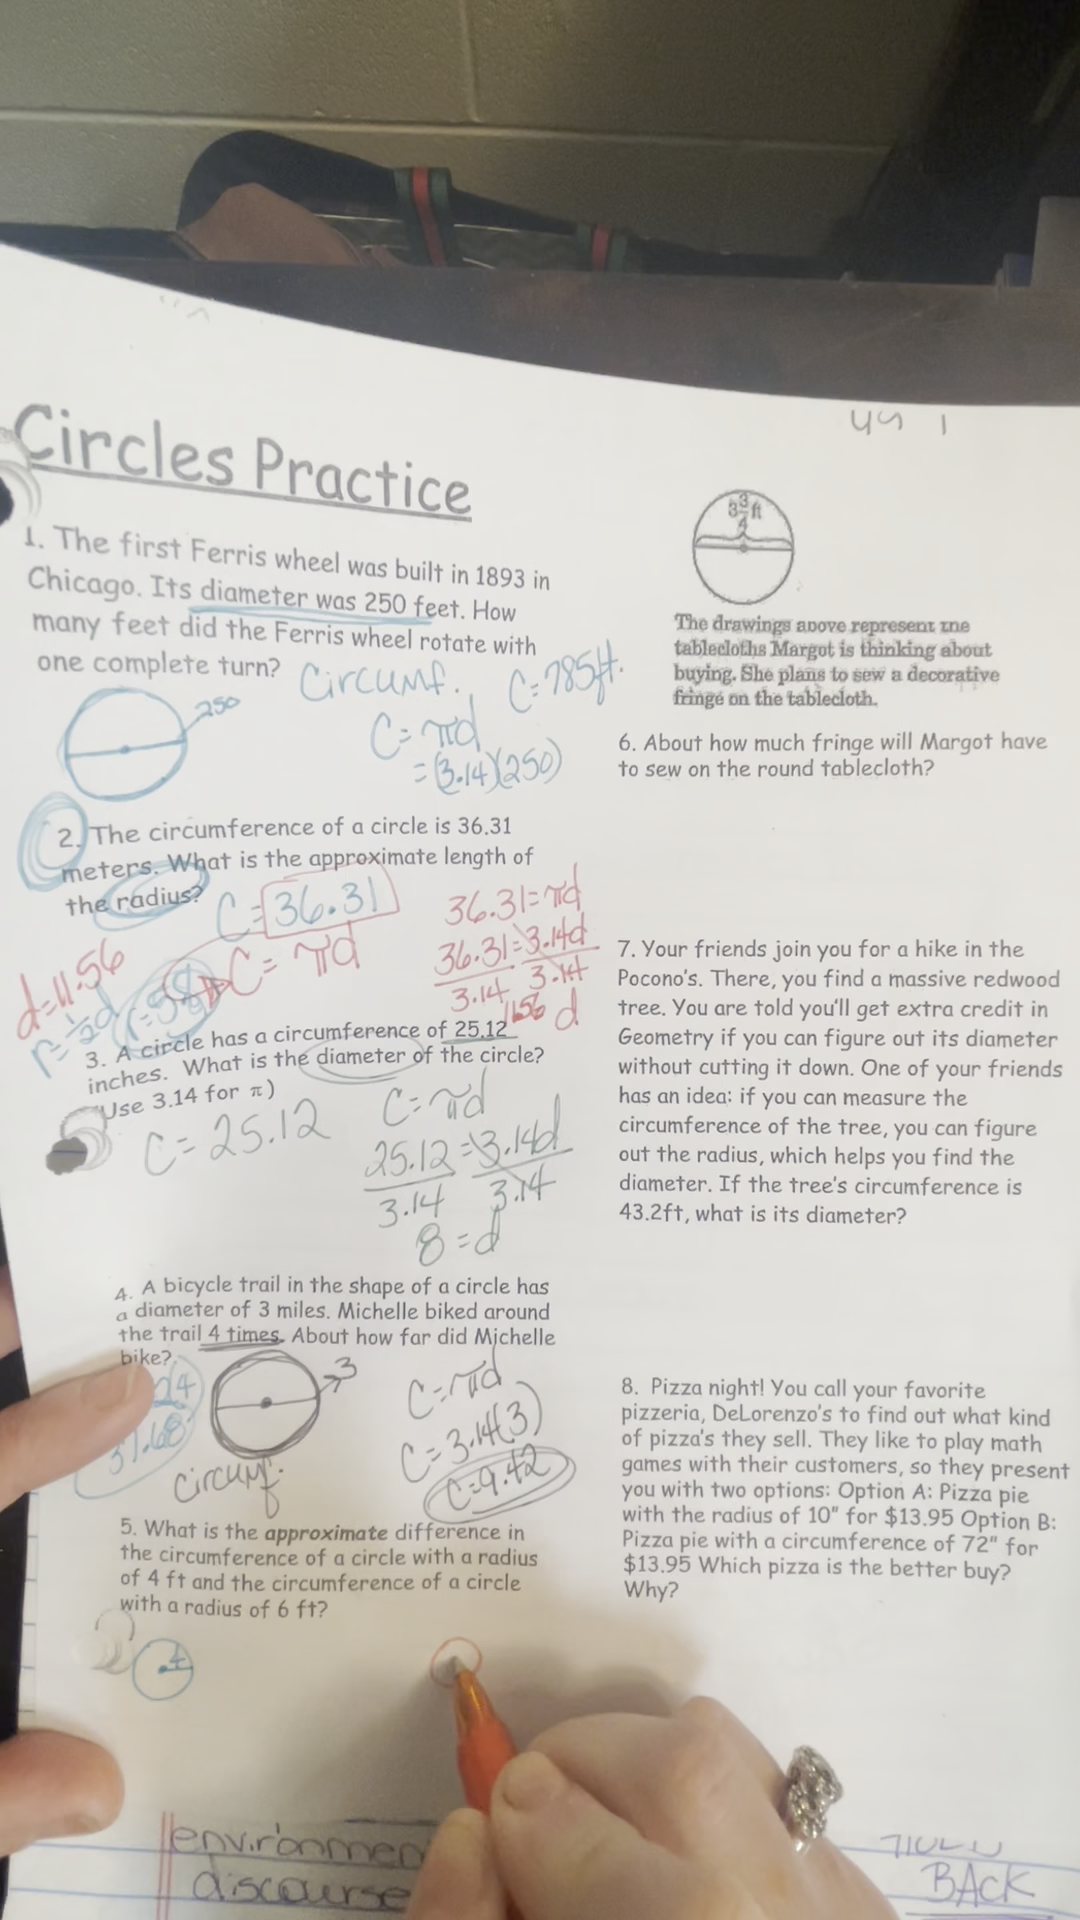 Circles Practice
1. The first Ferris wheel was built in 1893 in
Chicago. Its diameter was 250 feet. How
many feet did the Ferris wheel rotate with
one complete turn?
Circumf.
C=785ft.
250
C=πd
=(3.14)(250)
2. The circumference of a circle is 36.31
meters. What is the approximate length of
the radius?
C=36.31
C=πd
36.31=πd
36.31=3.14d
3.14 3.14
11.56 d
d=11.56
r=½d
3. A circle has a circumference of 25.12
inches. What is the diameter of the circle?
Use 3.14 for π)
C=25.12
C=πd
25.12=3.14d
3.14 3.14
8=d
4. A bicycle trail in the shape of a circle has
a diameter of 3 miles. Michelle biked around
the trail 4 times. About how far did Michelle
bike?
3
37.68
Circumf.
C=πd
C=3.14(3)
C=9.42
5. What is the approximate difference in
the circumference of a circle with a radius
of 4 ft and the circumference of a circle
with a radius of 6 ft?
4
3 3/4 ft
The drawings above represent the
tablecloths Margot is thinking about
buying. She plans to sew a decorative
fringe on the tablecloth.
6. About how much fringe will Margot have
to sew on the round tablecloth?
7. Your friends join you for a hike in the
Pocono's. There, you find a massive redwood
tree. You are told you'll get extra credit in
Geometry if you can figure out its diameter
without cutting it down. One of your friends
has an idea: if you can measure the
circumference of the tree, you can figure
out the radius, which helps you find the
diameter. If the tree's circumference is
43.2ft, what is its diameter?
8. Pizza night! You call your favorite
pizzeria, DeLorenzo's to find out what kind
of pizza's they sell. They like to play math
games with their customers, so they present
you with two options: Option A: Pizza pie
with the radius of 10" for $13.95 Option B:
Pizza pie with a circumference of 72" for
$13.95 Which pizza is the better buy?
Why?
environmen
discourse
BACK